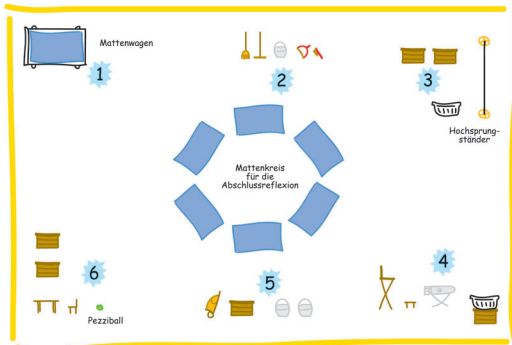 Mattenwagen
1
2
3
Hochsprung-
ständer
Mattenkreis
für die
Abschlussreflexion
4
5
6
Pezziball